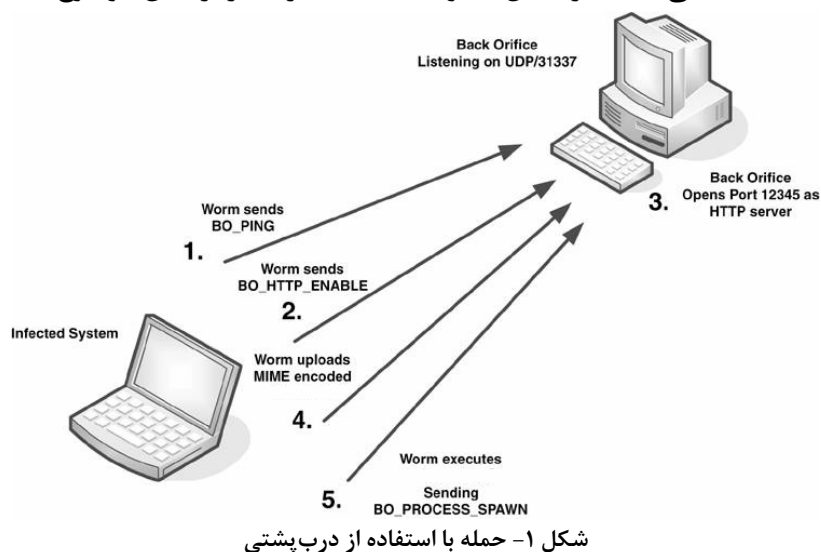 Back Orifice
Listening on UDP/31337
Back Orifice
Opens Port 12345 as
HTTP server
3.
Worm sends
BO_PING
1.
Worm sends
BO_HTTP_ENABLE
2.
Infected System
Worm uploads
MIME encoded
4.
Worm executes
Sending
BO_PROCESS_SPAWN
5.
شکل ۱- حمله با استفاده از درب‌پشتی